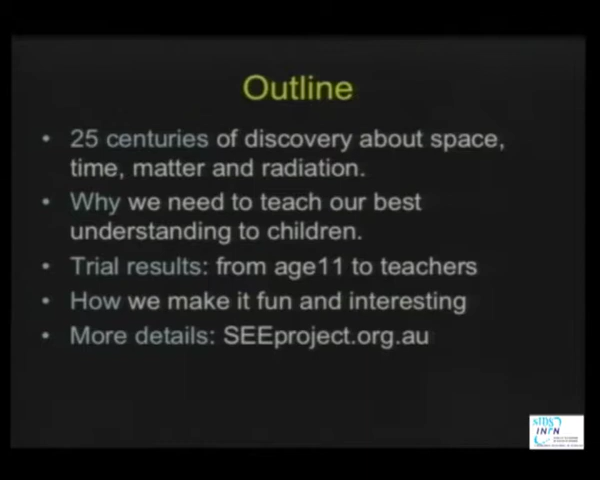 Outline
• 25 centuries of discovery about space,
time, matter and radiation.
• Why we need to teach our best
understanding to children.
• Trial results: from age11 to teachers
• How we make it fun and interesting
• More details: SEEproject.org.au
SIDS
INFN